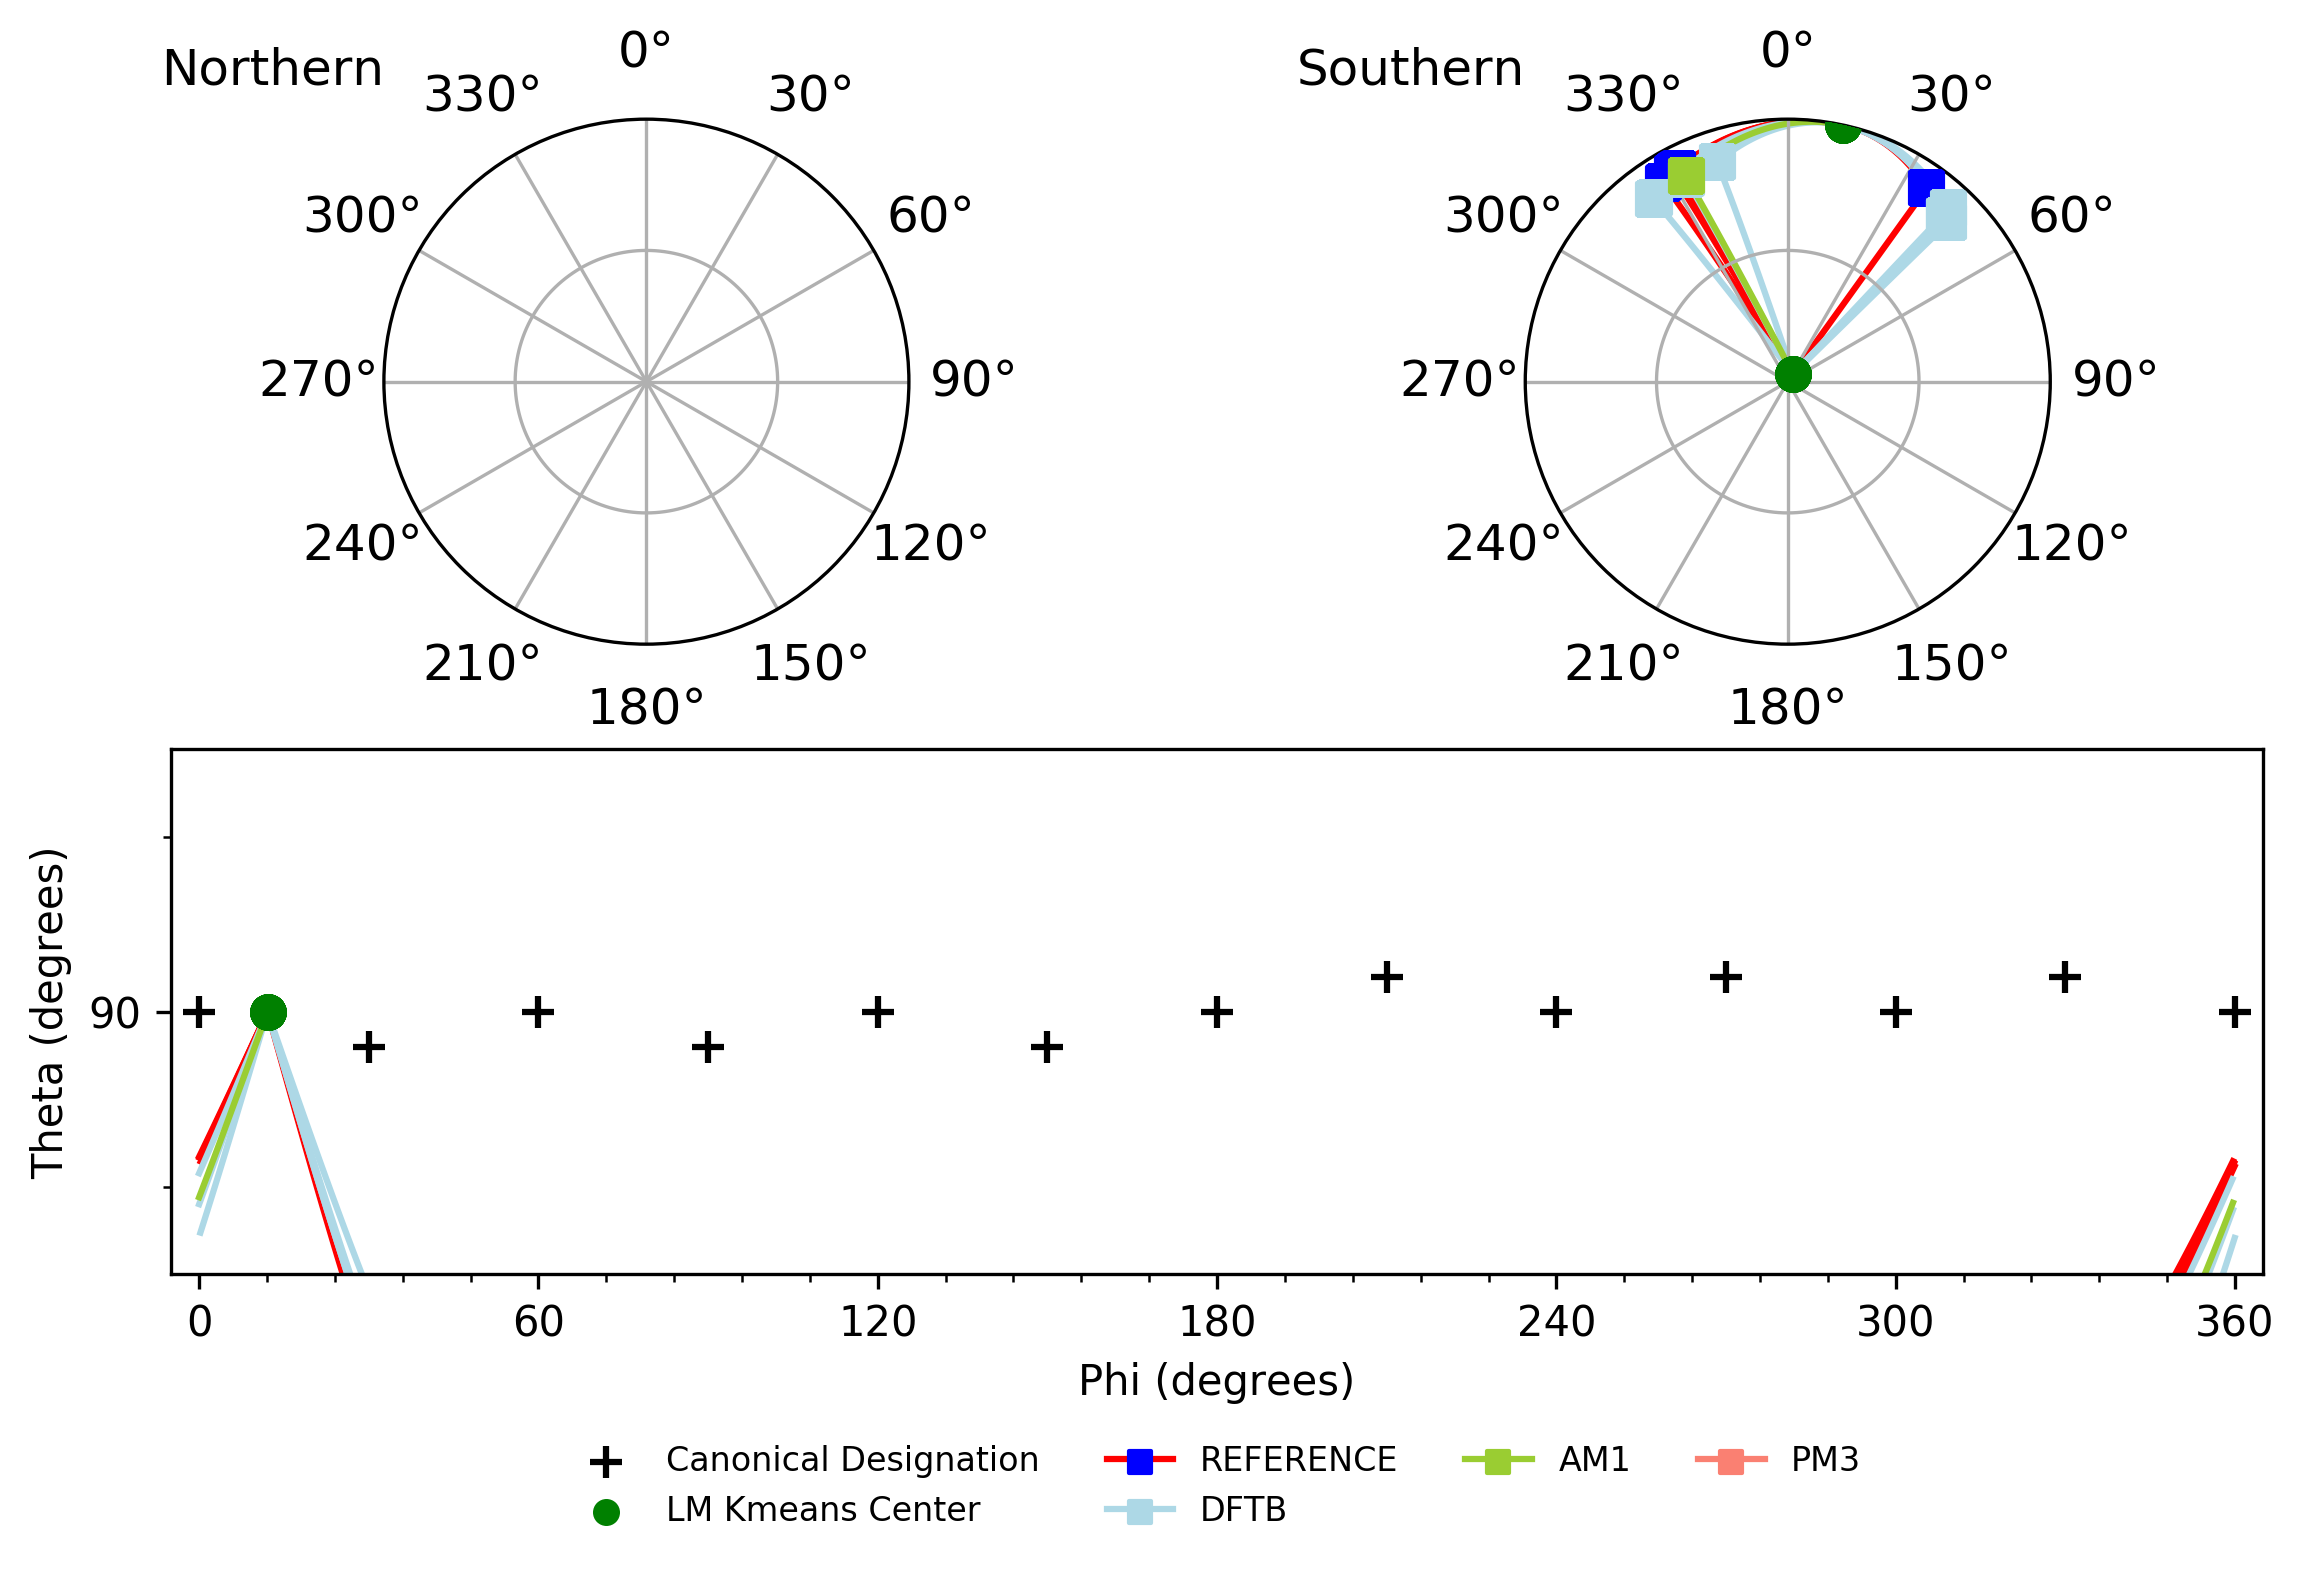 Northern
0°
330°
30°
300°
60°
270°
90°
240°
120°
210°
150°
180°
Southern
0°
330°
30°
300°
60°
270°
90°
240°
120°
210°
150°
180°
Theta (degrees)
90
0 60 120 180 240 300 360
Phi (degrees)
Canonical Designation
LM Kmeans Center
REFERENCE
DFTB
AM1
PM3